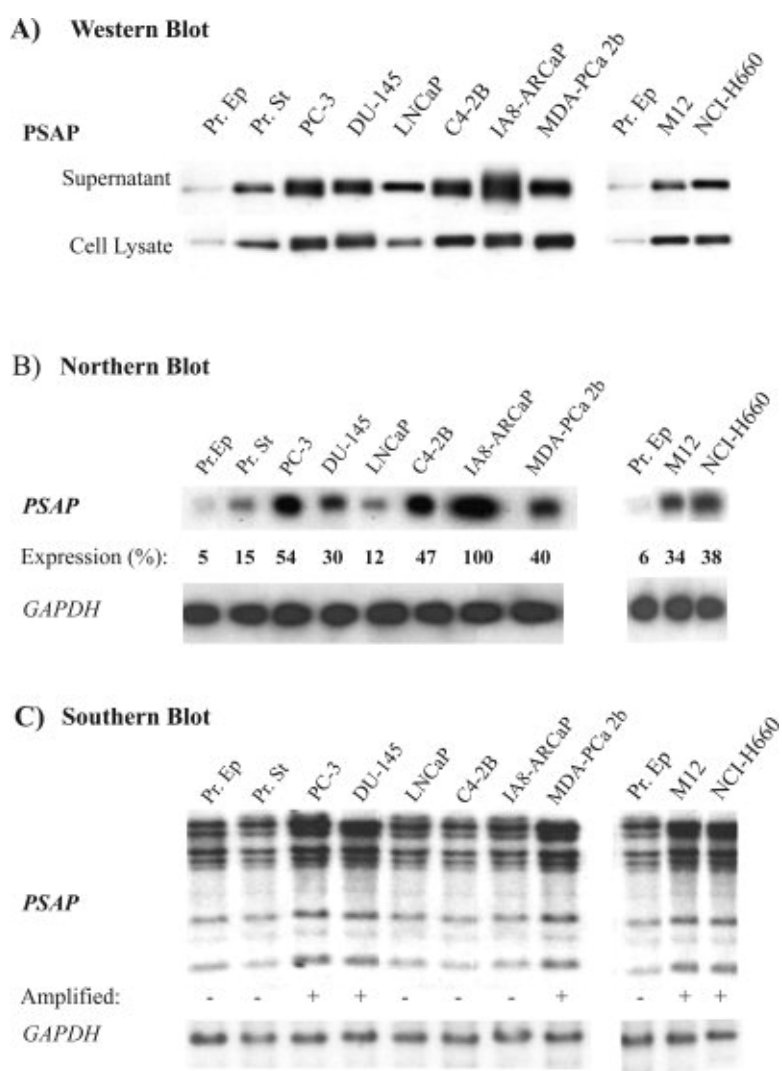 A) Western Blot
Pr. Ep Pr. St PC-3 DU-145 LNCaP C4-2B IA8-ARCaP MDA-PCa 2b Pr. Ep M12 NCI-H660
PSAP
Supernatant
Cell Lysate
B) Northern Blot
Pr.Ep Pr. St PC-3 DU-145 LNCaP C4-2B IA8-ARCaP MDA-PCa 2b Pr. Ep M12 NCI-H660
PSAP
Expression (%): 5 15 54 30 12 47 100 40 6 34 38
GAPDH
C) Southern Blot
Pr. Ep Pr. St PC-3 DU-145 LNCaP C4-2B IA8-ARCaP MDA-PCa 2b Pr. Ep M12 NCI-H660
PSAP
Amplified: - - + + - - - + - + +
GAPDH